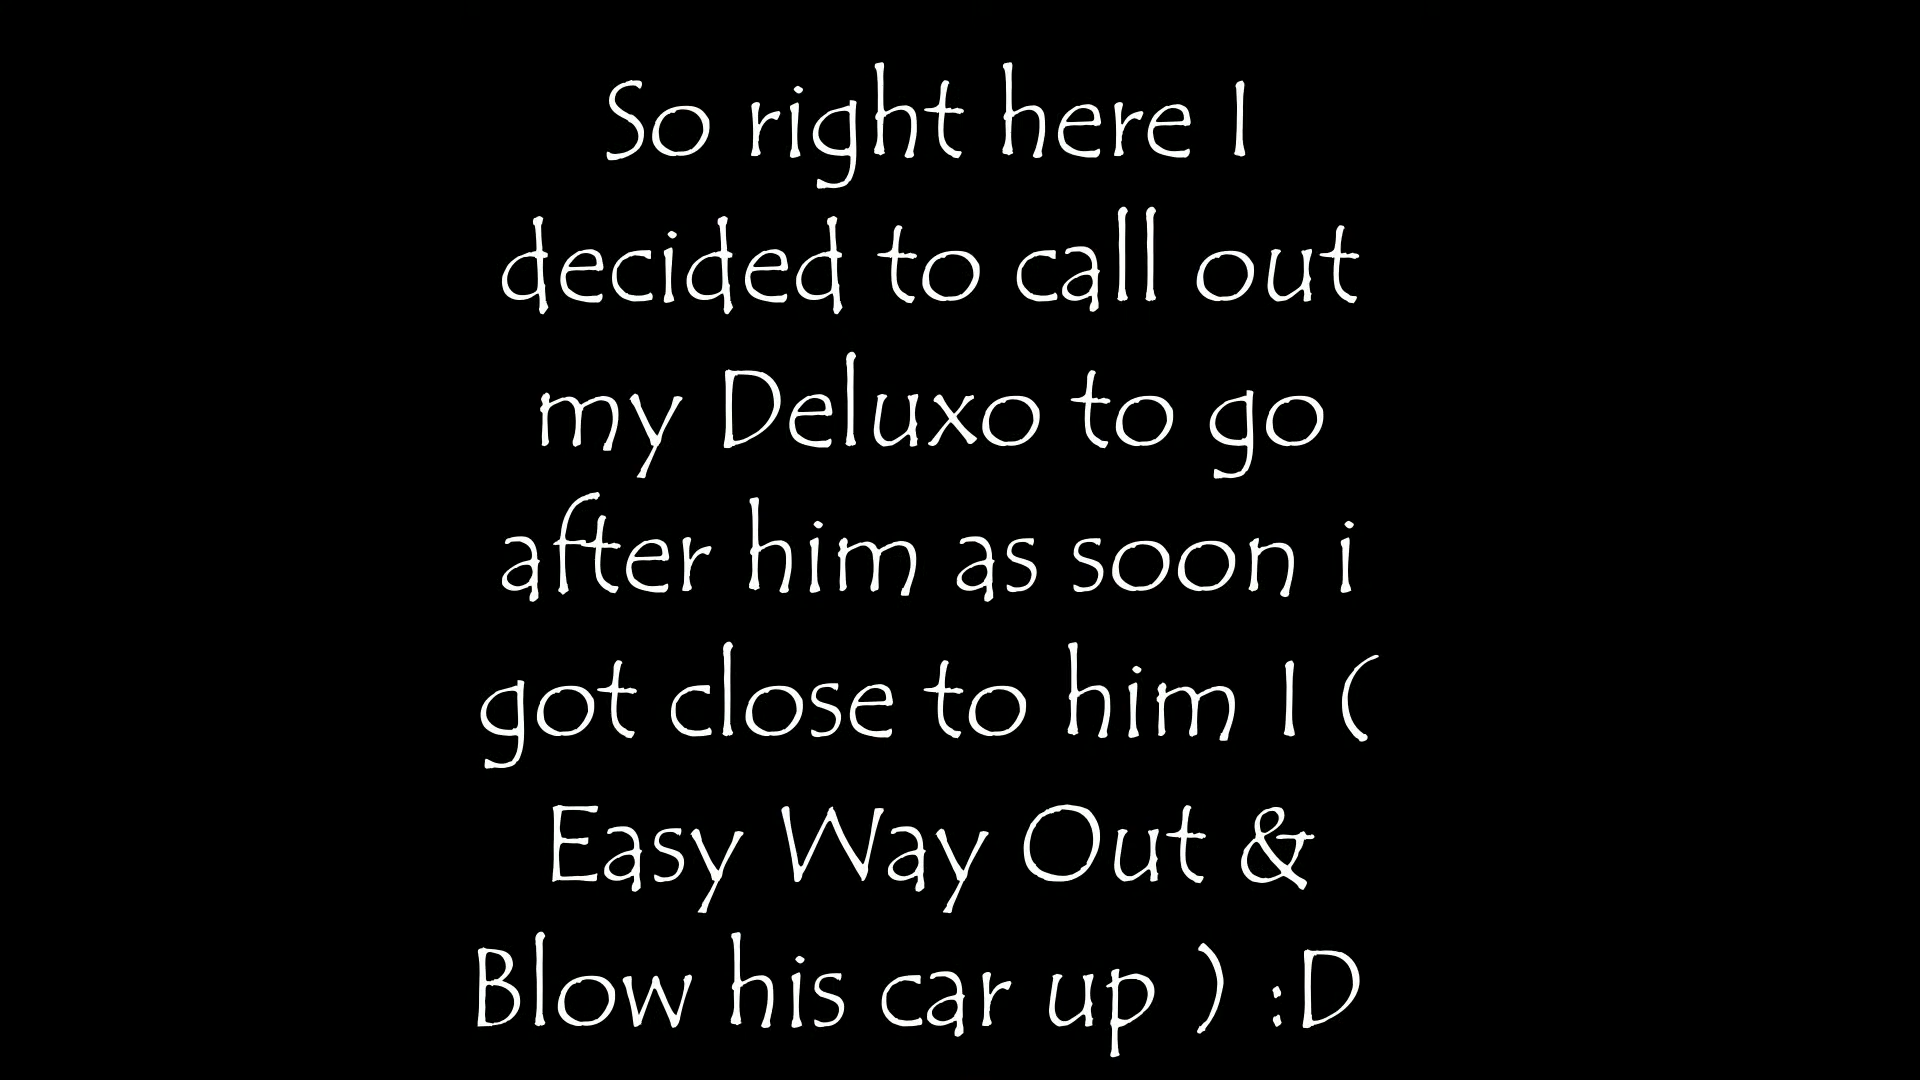 So right here I
decided to call out
my Deluxo to go
after him as soon i
got close to him I (
Easy Way Out &
Blow his car up ) :D